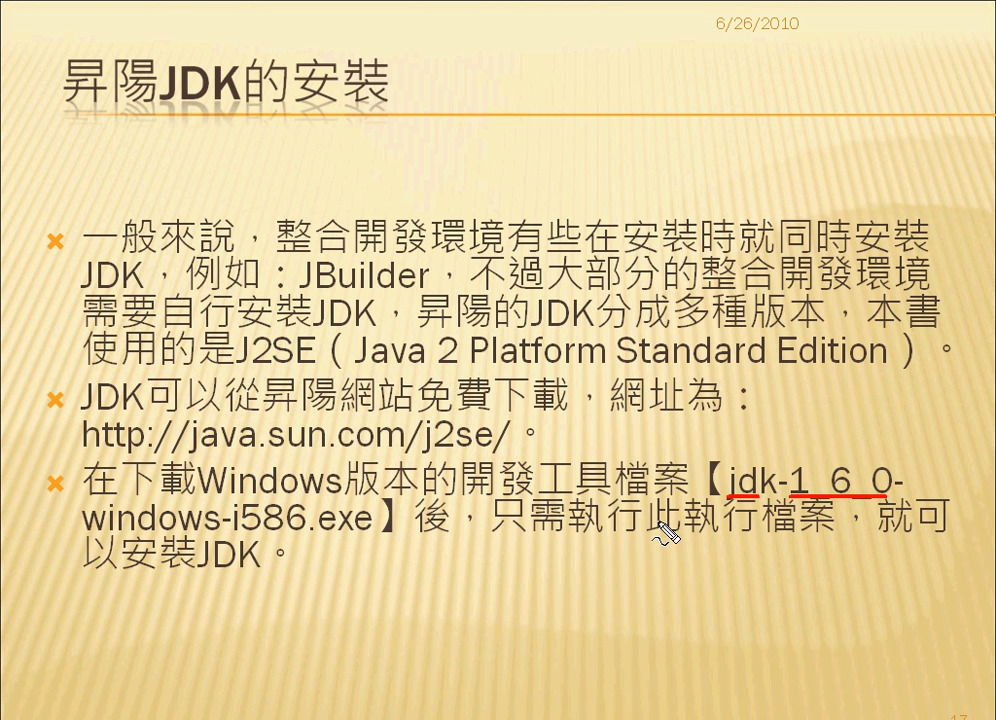 6/26/2010
昇陽JDK的安裝
一般來說，整合開發環境有些在安裝時就同時安裝
JDK，例如：JBuilder，不過大部分的整合開發環境
需要自行安裝JDK，昇陽的JDK分成多種版本，本書
使用的是J2SE（Java 2 Platform Standard Edition）。
JDK可以從昇陽網站免費下載，網址為：
http://java.sun.com/j2se/。
在下載Windows版本的開發工具檔案【jdk-1_6_0-
windows-i586.exe】後，只需執行此執行檔案，就可
以安裝JDK。
17